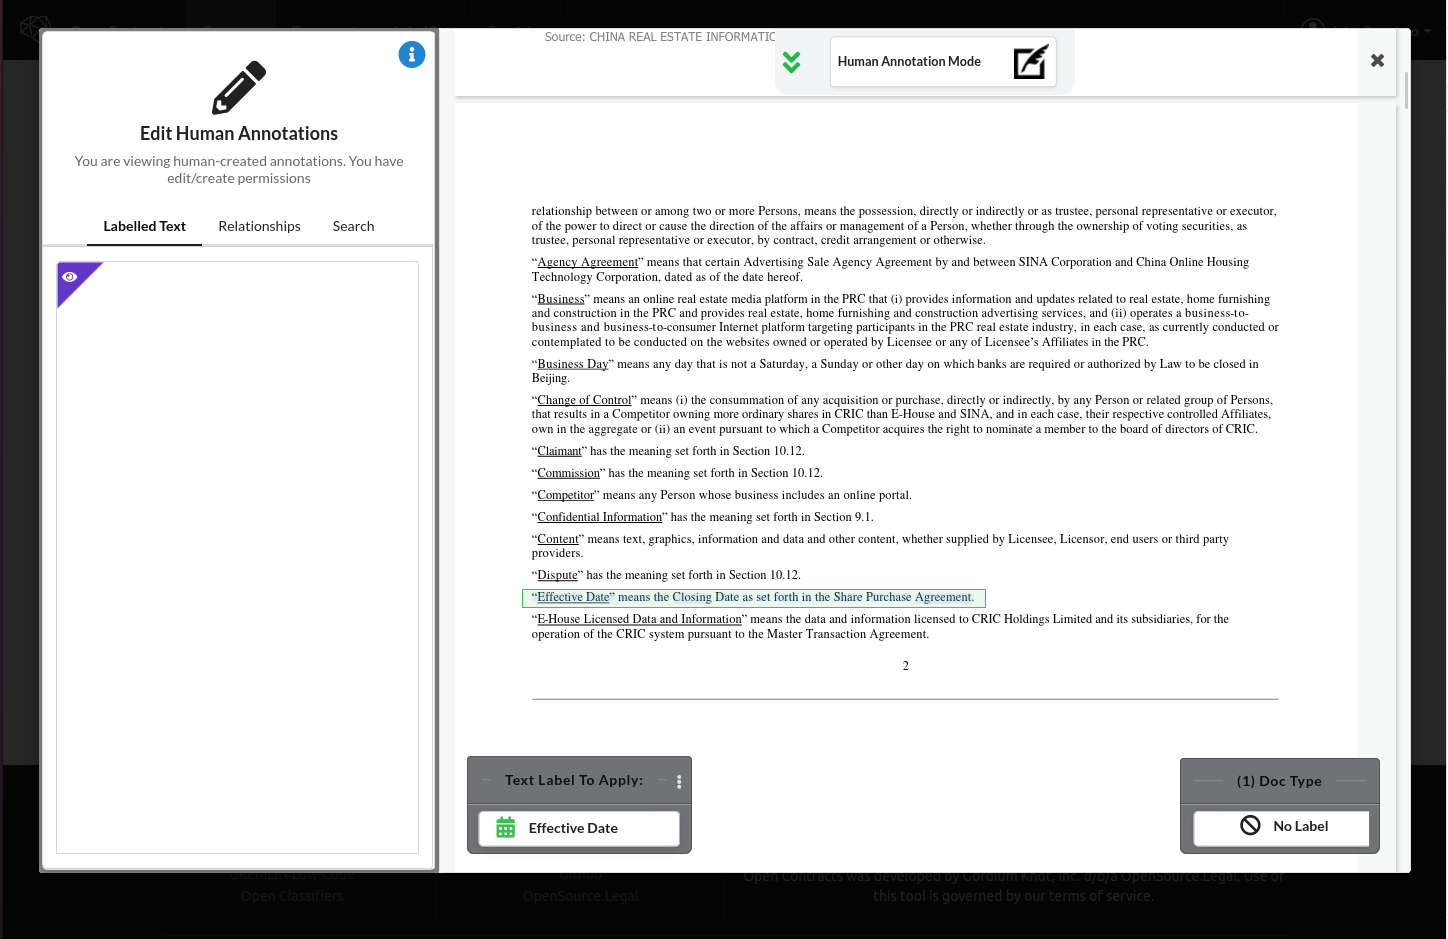 Edit Human Annotations
You are viewing human-created annotations. You have
edit/create permissions
Labelled Text
Relationships
Search
Source: CHINA REAL ESTATE INFORMATIC
Human Annotation Mode
relationship between or among two or more Persons, means the possession, directly or indirectly or as trustee, personal representative or executor,
of the power to direct or cause the direction of the affairs or management of a Person, whether through the ownership of voting securities, as
trustee, personal representative or executor, by contract, credit arrangement or otherwise.
“Agency Agreement” means that certain Advertising Sale Agency Agreement by and between SINA Corporation and China Online Housing
Technology Corporation, dated as of the date hereof.
“Business” means an online real estate media platform in the PRC that (i) provides information and updates related to real estate, home furnishing
and construction in the PRC and provides real estate, home furnishing and construction advertising services, and (ii) operates a business-to-
business and business-to-consumer Internet platform targeting participants in the PRC real estate industry, in each case, as currently conducted or
contemplated to be conducted on the websites owned or operated by Licensee or any of Licensee’s Affiliates in the PRC.
“Business Day” means any day that is not a Saturday, a Sunday or other day on which banks are required or authorized by Law to be closed in
Beijing.
“Change of Control” means (i) the consummation of any acquisition or purchase, directly or indirectly, by any Person or related group of Persons,
that results in a Competitor owning more ordinary shares in CRIC than E-House and SINA, and in each case, their respective controlled Affiliates,
own in the aggregate or (ii) an event pursuant to which a Competitor acquires the right to nominate a member to the board of directors of CRIC.
“Claimant” has the meaning set forth in Section 10.12.
“Commission” has the meaning set forth in Section 10.12.
“Competitor” means any Person whose business includes an online portal.
“Confidential Information” has the meaning set forth in Section 9.1.
“Content” means text, graphics, information and data and other content, whether supplied by Licensee, Licensor, end users or third party
providers.
“Dispute” has the meaning set forth in Section 10.12.
“Effective Date” means the Closing Date as set forth in the Share Purchase Agreement.
“E-House Licensed Data and Information” means the data and information licensed to CRIC Holdings Limited and its subsidiaries, for the
operation of the CRIC system pursuant to the Master Transaction Agreement.
2
Text Label To Apply:
Effective Date
(1) Doc Type
No Label
GREMLIN Low-Code
Open Classifiers
Github
OpenSource.Legal
Open Contracts was developed by Gordium Knot, Inc. d/b/a OpenSource.Legal. Use of
this tool is governed by our terms of service.